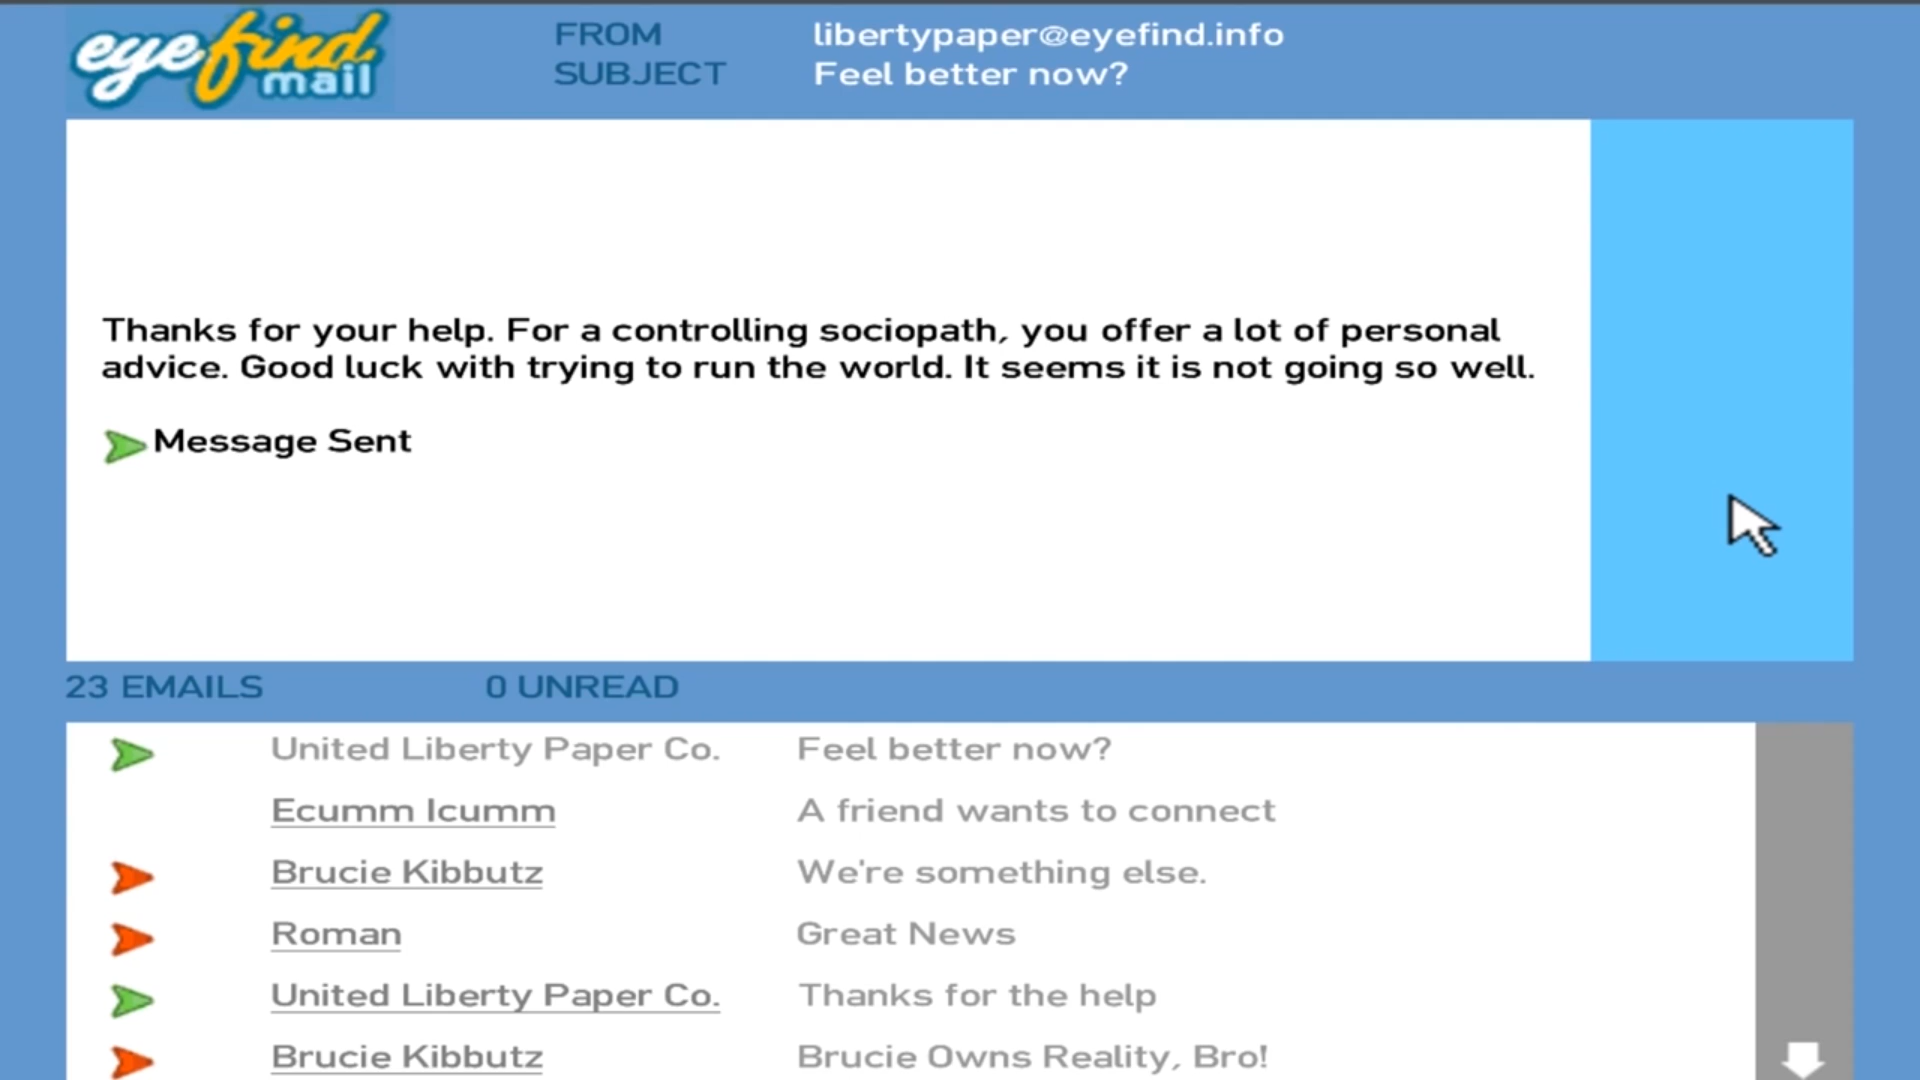 eyefind mail
FROM libertypaper@eyefind.info
SUBJECT Feel better now?
Thanks for your help. For a controlling sociopath, you offer a lot of personal
advice. Good luck with trying to run the world. It seems it is not going so well.
Message Sent
23 EMAILS 0 UNREAD
United Liberty Paper Co. Feel better now?
Ecumm Icumm A friend wants to connect
Brucie Kibbutz We're something else.
Roman Great News
United Liberty Paper Co. Thanks for the help
Brucie Kibbutz Brucie Owns Reality, Bro!